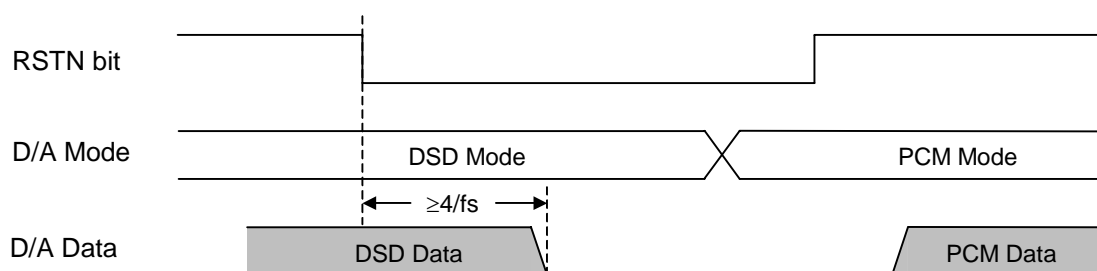 RSTN bit
D/A Mode DSD Mode PCM Mode
≥4/fs
D/A Data DSD Data PCM Data